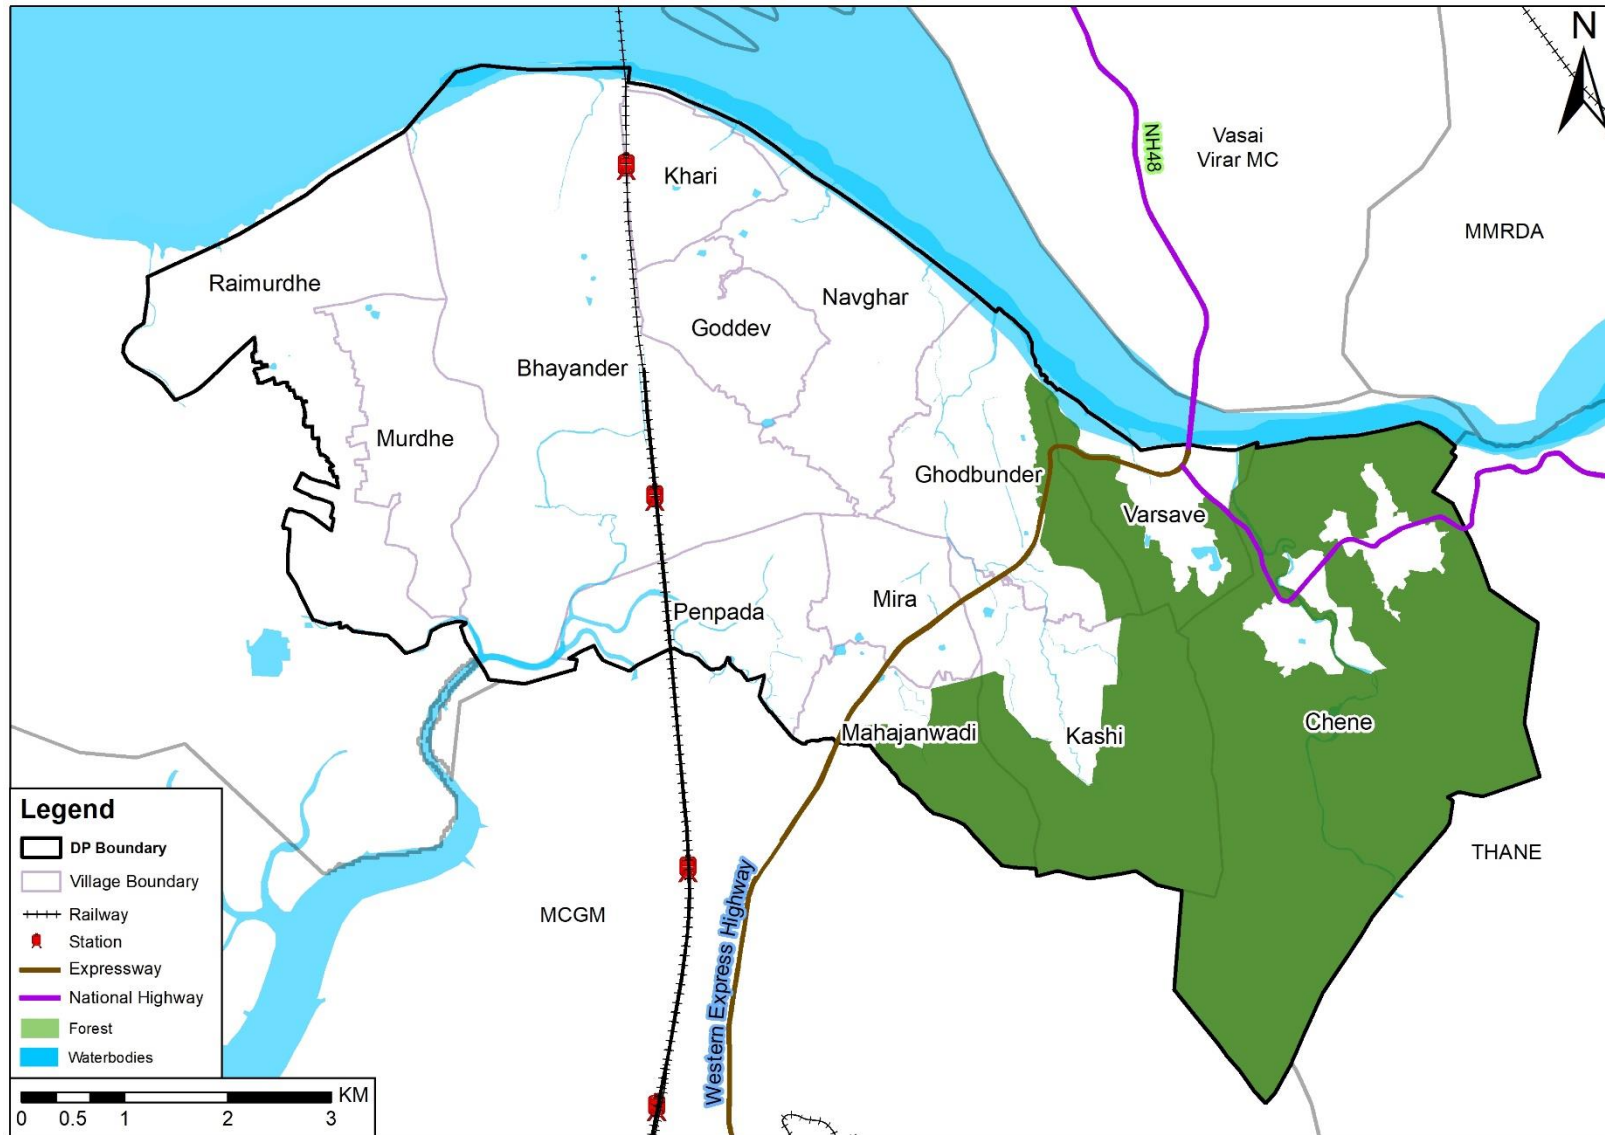 N
NH48
Vasai
Virar MC
MMRDA
Khari
Raimurdhe
Navghar
Goddev
Bhayander
Murdhe
Ghodbunder
Varsave
Mira
Penpada
Chene
Mahajanwadi
Kashi
THANE
MCGM
Western Express Highway
Legend
DP Boundary
Village Boundary
Railway
Station
Expressway
National Highway
Forest
Waterbodies
KM
0 0.5 1 2 3